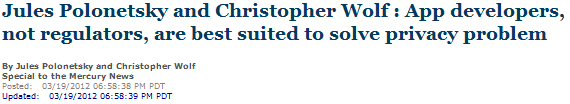 Jules Polonetsky and Christopher Wolf : App developers,
not regulators, are best suited to solve privacy problem
By Jules Polonetsky and Christopher Wolf
Special to the Mercury News
Posted: 03/19/2012 06:58:38 PM PDT
Updated: 03/19/2012 06:58:39 PM PDT